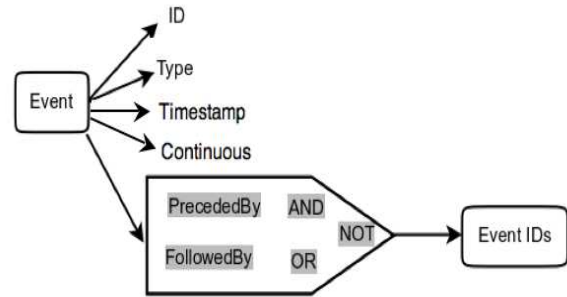 ID
Type
Event
Timestamp
Continuous
PrecededBy AND
NOT
Event IDs
FollowedBy OR